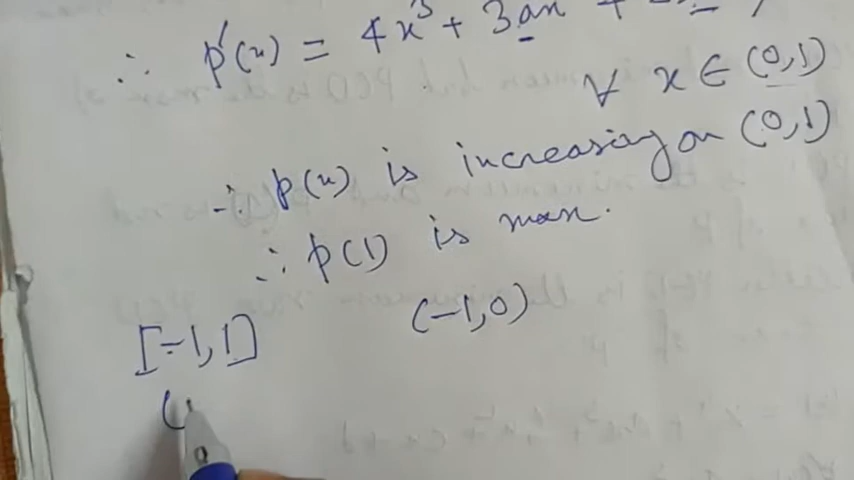 ∴ p'(x) = 4x³ + 3ax +
∀ x ∈ (0,1)
∴ p(x) is increasing on (0,1)
∴ p(1) is max.
[-1,1] (-1,0)
(